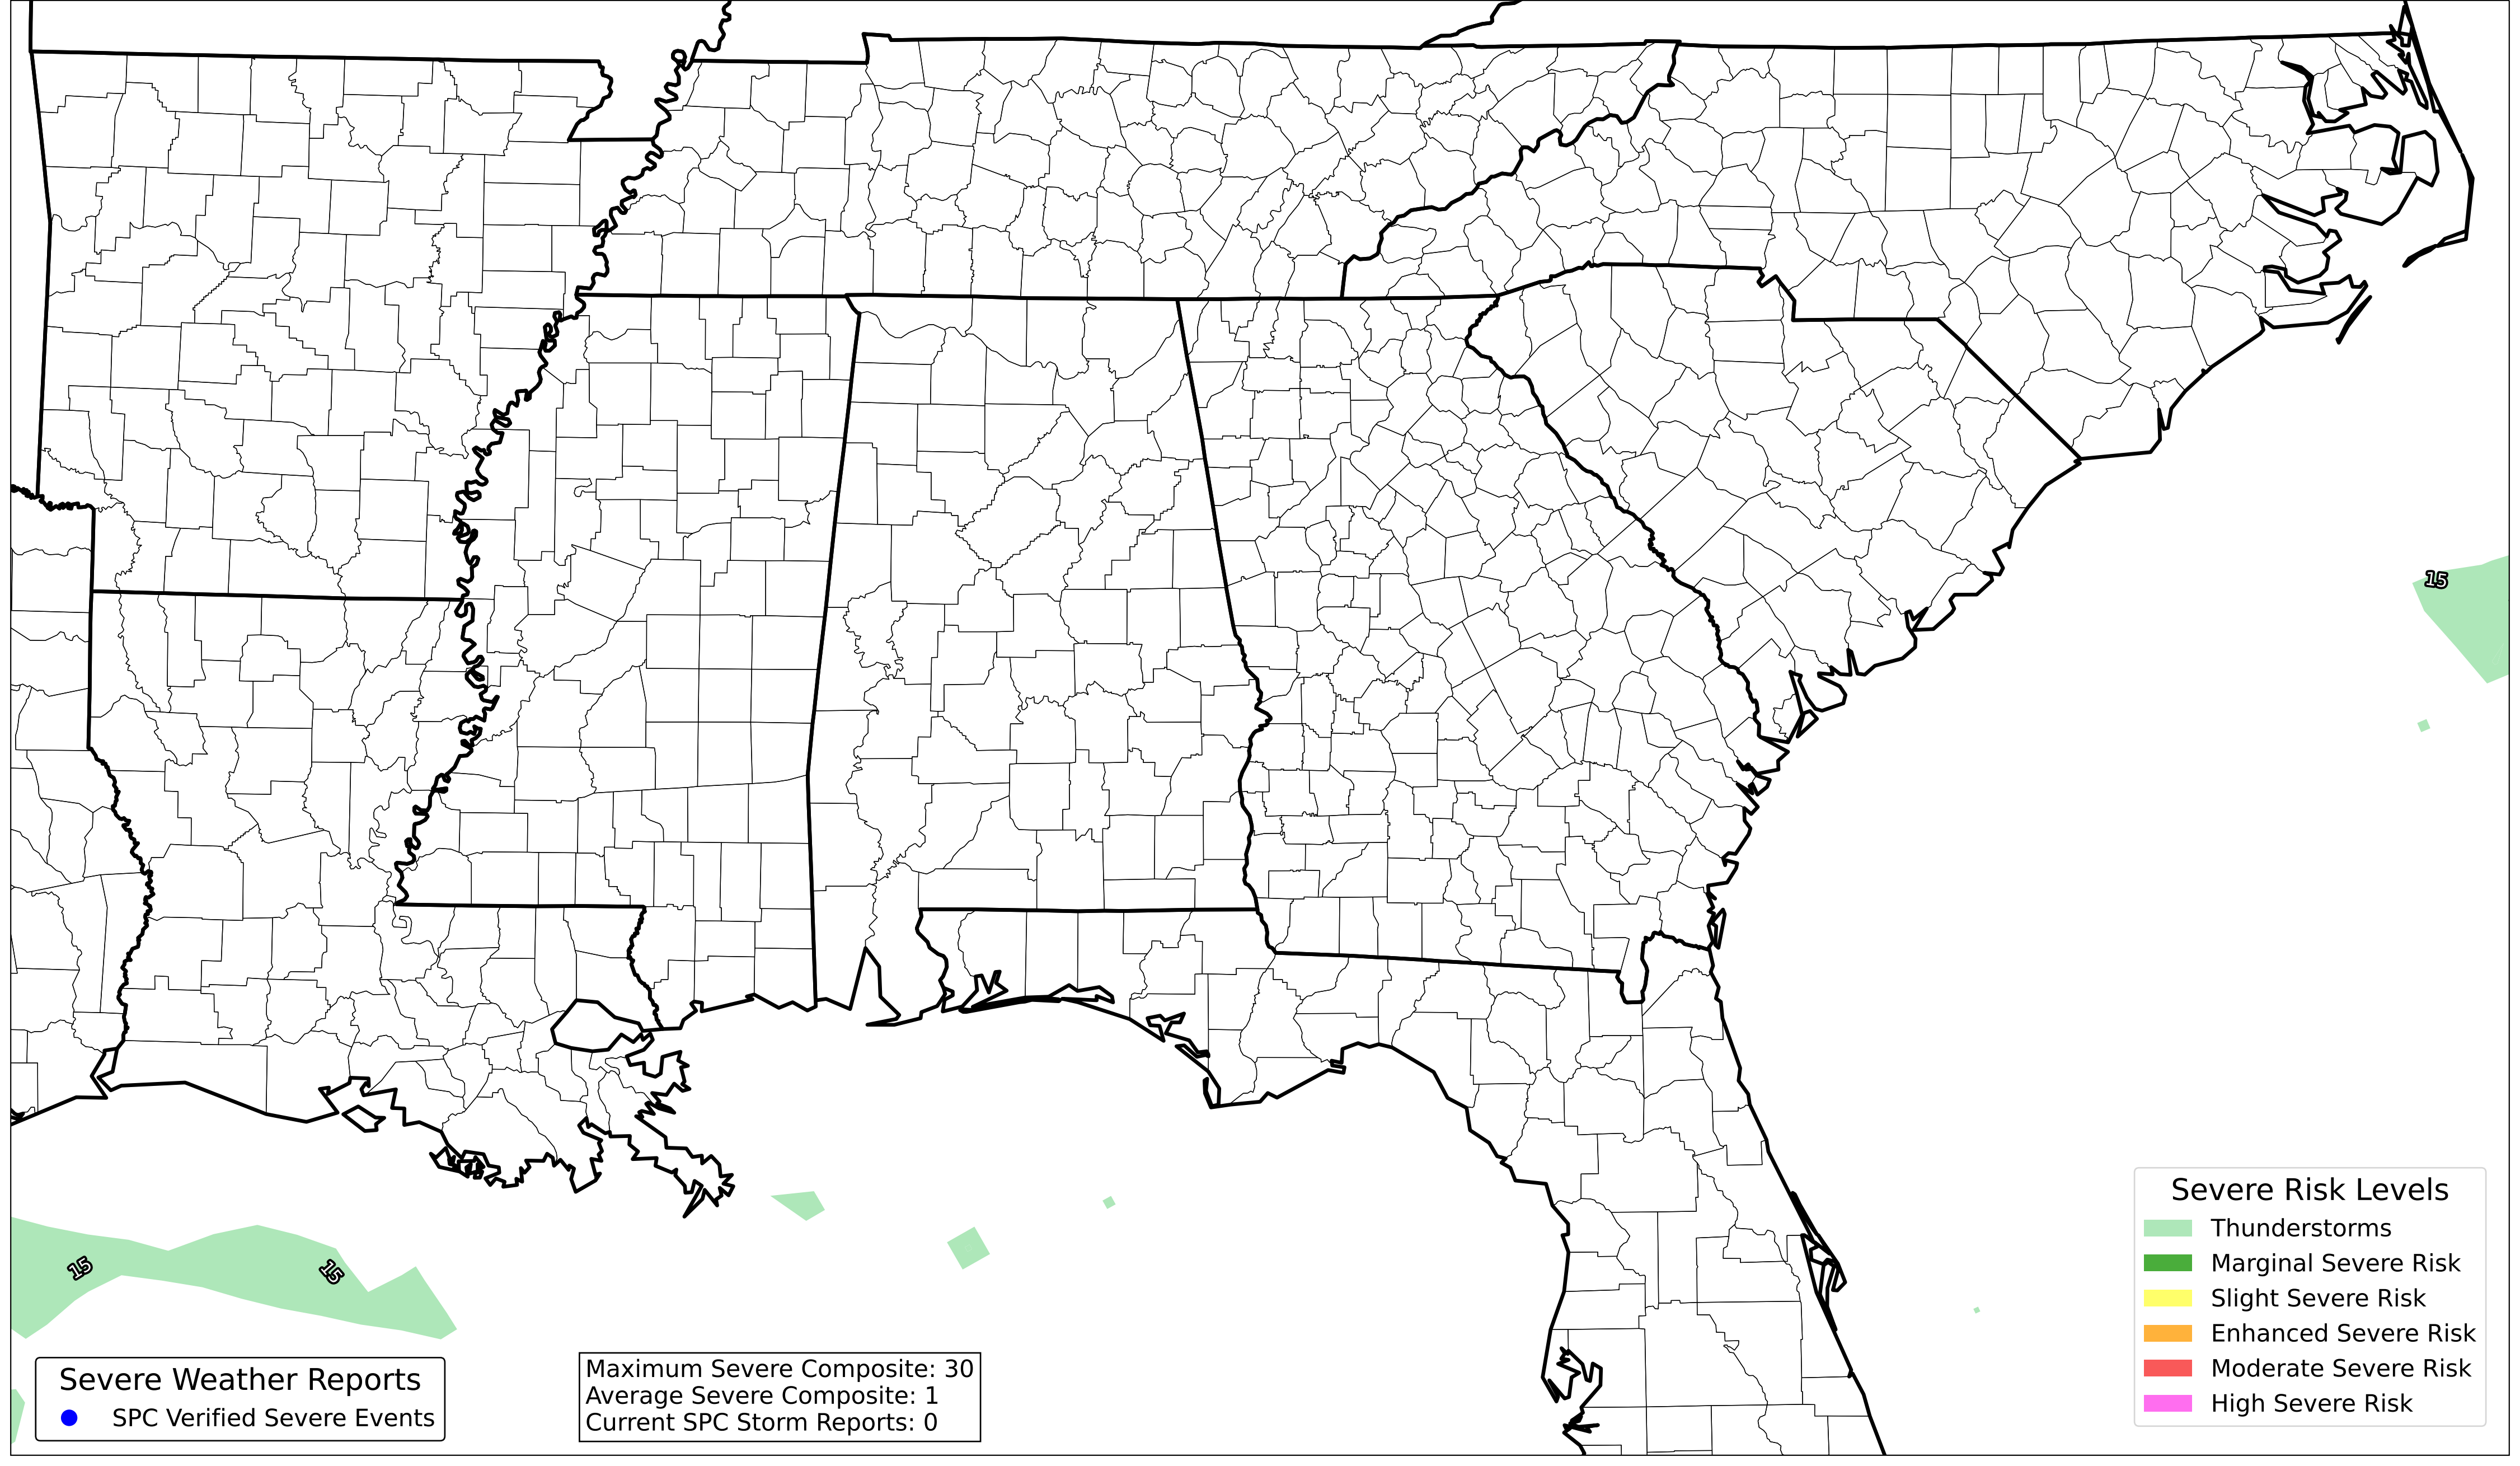 15
15
15
Severe Risk Levels
Thunderstorms
Marginal Severe Risk
Slight Severe Risk
Enhanced Severe Risk
Moderate Severe Risk
High Severe Risk
Severe Weather Reports
SPC Verified Severe Events
Maximum Severe Composite: 30
Average Severe Composite: 1
Current SPC Storm Reports: 0